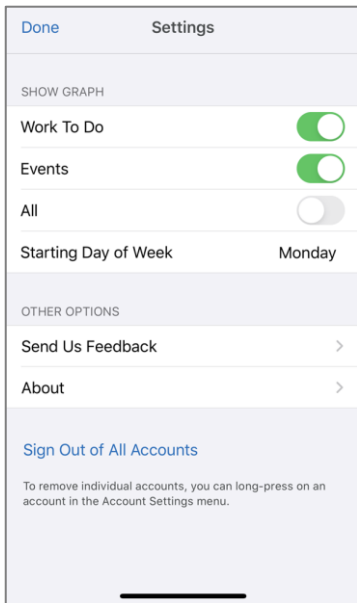 Done Settings
SHOW GRAPH
Work To Do
Events
All
Starting Day of Week Monday
OTHER OPTIONS
Send Us Feedback
About
Sign Out of All Accounts
To remove individual accounts, you can long-press on an
account in the Account Settings menu.